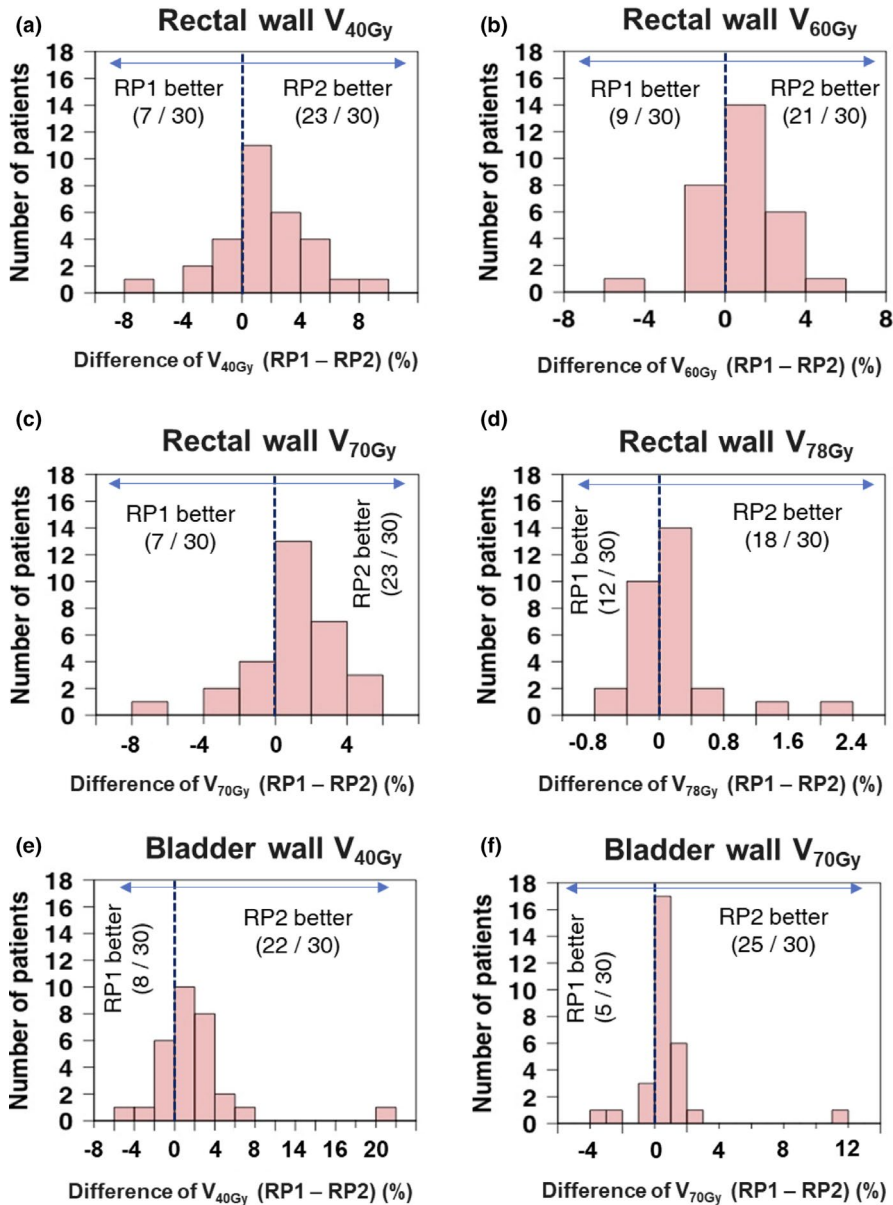 (a)
Rectal wall V40Gy
Number of patients
18
16
14
12
10
8
6
4
2
0
RP1 better
(7 / 30)
RP2 better
(23 / 30)
-8 -4 0 4 8
Difference of V40Gy (RP1 – RP2) (%)
(b)
Rectal wall V60Gy
Number of patients
18
16
14
12
10
8
6
4
2
0
RP1 better
(9 / 30)
RP2 better
(21 / 30)
-8 -4 0 4 8
Difference of V60Gy (RP1 – RP2) (%)
(c)
Rectal wall V70Gy
Number of patients
18
16
14
12
10
8
6
4
2
0
RP1 better
(7 / 30)
RP2 better
(23 / 30)
-8 -4 0 4
Difference of V70Gy (RP1 – RP2) (%)
(d)
Rectal wall V78Gy
Number of patients
18
16
14
12
10
8
6
4
2
0
RP1 better
(12 / 30)
RP2 better
(18 / 30)
-0.8 0 0.8 1.6 2.4
Difference of V78Gy (RP1 – RP2) (%)
(e)
Bladder wall V40Gy
Number of patients
18
16
14
12
10
8
6
4
2
0
RP1 better
(8 / 30)
RP2 better
(22 / 30)
-8 -4 0 4 8 14 16 20
Difference of V40Gy (RP1 – RP2) (%)
(f)
Bladder wall V70Gy
Number of patients
18
16
14
12
10
8
6
4
2
0
RP1 better
(5 / 30)
RP2 better
(25 / 30)
-4 0 4 8 12
Difference of V70Gy (RP1 – RP2) (%)